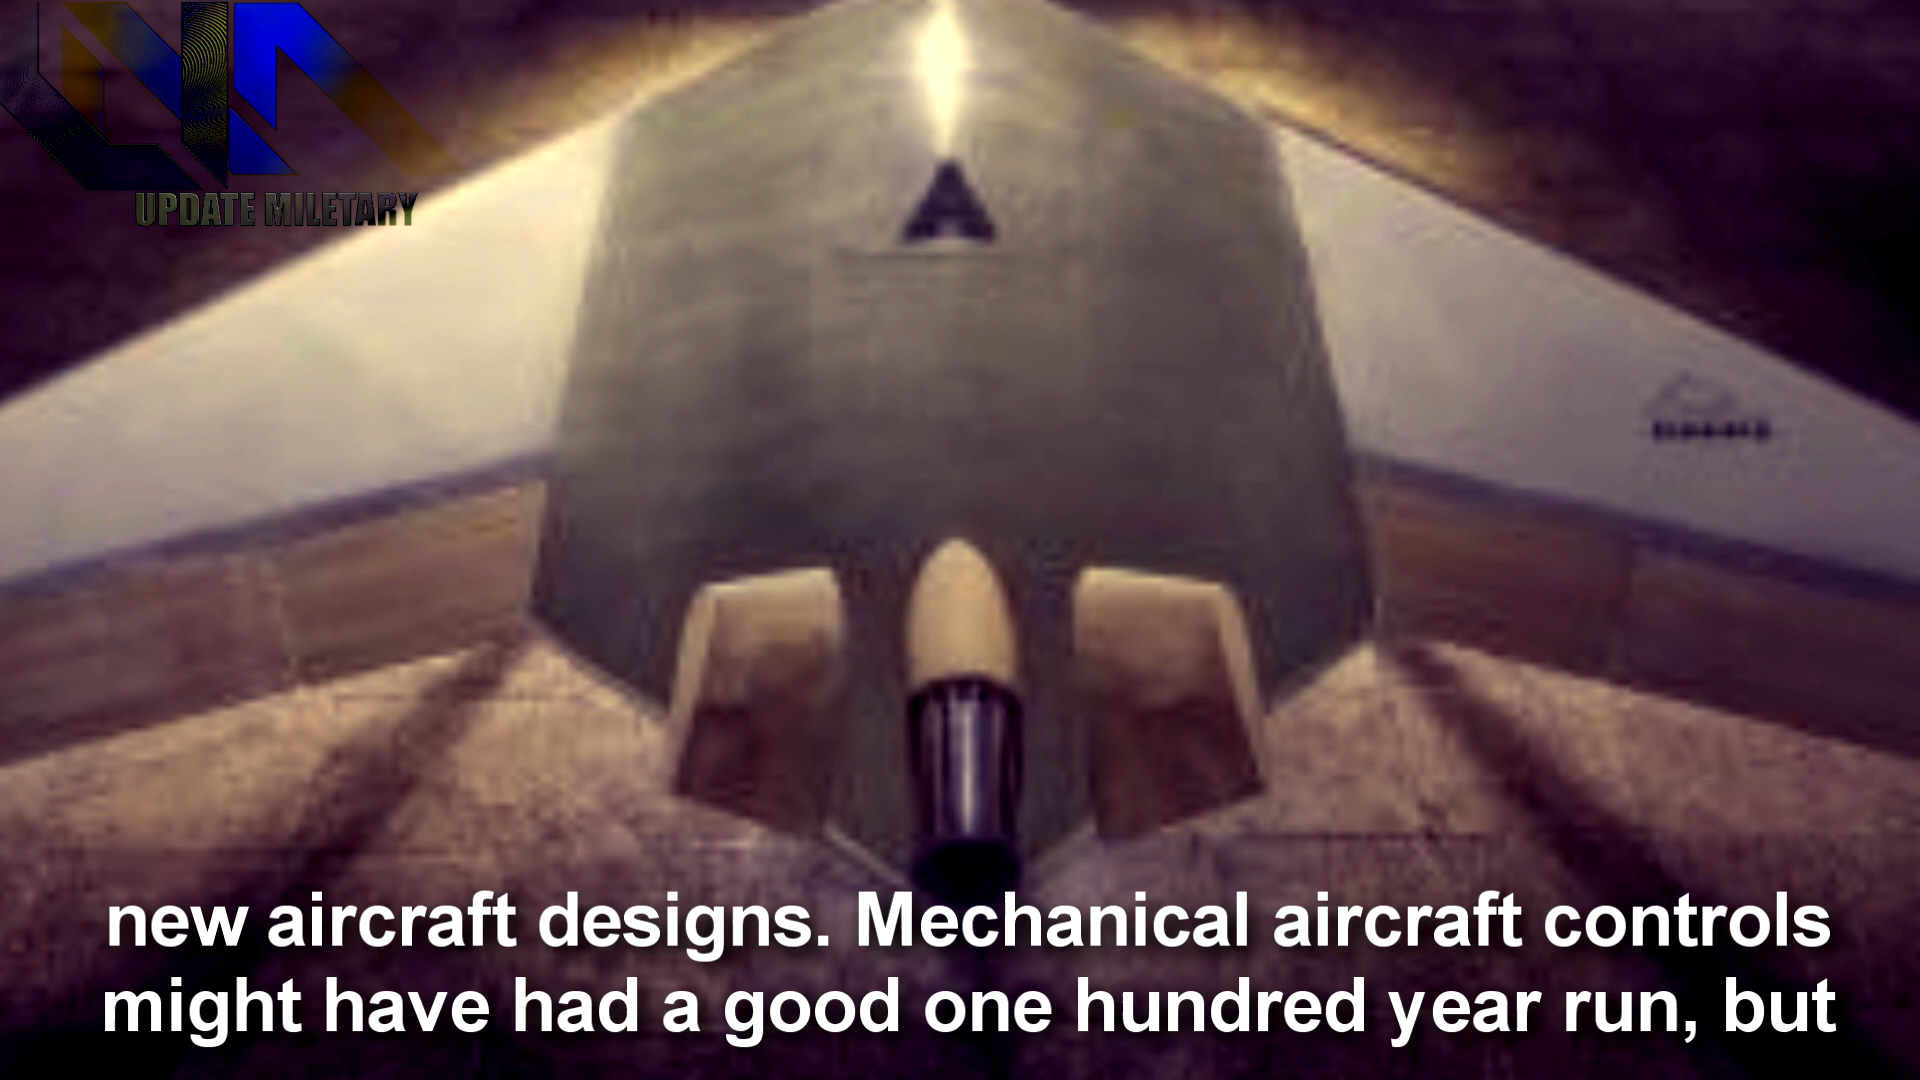 UPDATE MILETARY
new aircraft designs. Mechanical aircraft controls
might have had a good one hundred year run, but